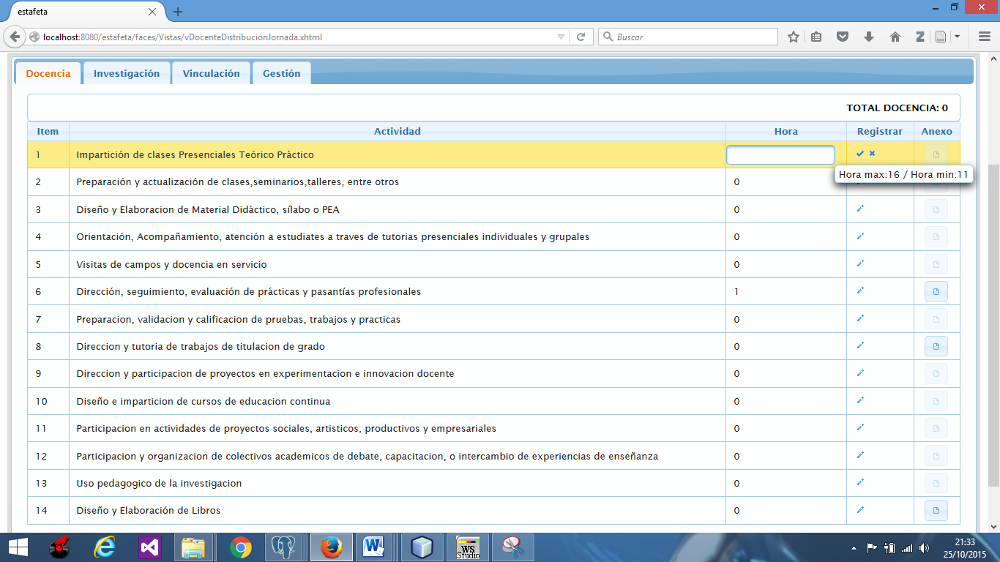 estafeta
localhost:8080/estafeta/faces/Vistas/vDocenteDistribucionJornada.xhtml
Buscar
Docencia Investigación Vinculación Gestión
TOTAL DOCENCIA: 0
Item Actividad Hora Registrar Anexo
1 Impartición de clases Presenciales Teórico Práctico
Hora max:16 / Hora min:11
2 Preparación y actualización de clases,seminarios,talleres, entre otros 0
3 Diseño y Elaboracion de Material Didáctico, sílabo o PEA 0
4 Orientación, Acompañamiento, atención a estudiates a traves de tutorias presenciales individuales y grupales 0
5 Visitas de campos y docencia en servicio 0
6 Dirección, seguimiento, evaluación de prácticas y pasantías profesionales 1
7 Preparacion, validacion y calificacion de pruebas, trabajos y practicas 0
8 Direccion y tutoria de trabajos de titulacion de grado 0
9 Direccion y participacion de proyectos en experimentacion e innovacion docente 0
10 Diseño e imparticion de cursos de educacion continua 0
11 Participacion en actividades de proyectos sociales, artisticos, productivos y empresariales 0
12 Participacion y organizacion de colectivos academicos de debate, capacitacion, o intercambio de experiencias de enseñanza 0
13 Uso pedagogico de la investigacion 0
14 Diseño y Elaboración de Libros 0
WS
Studio
21:33
25/10/2015